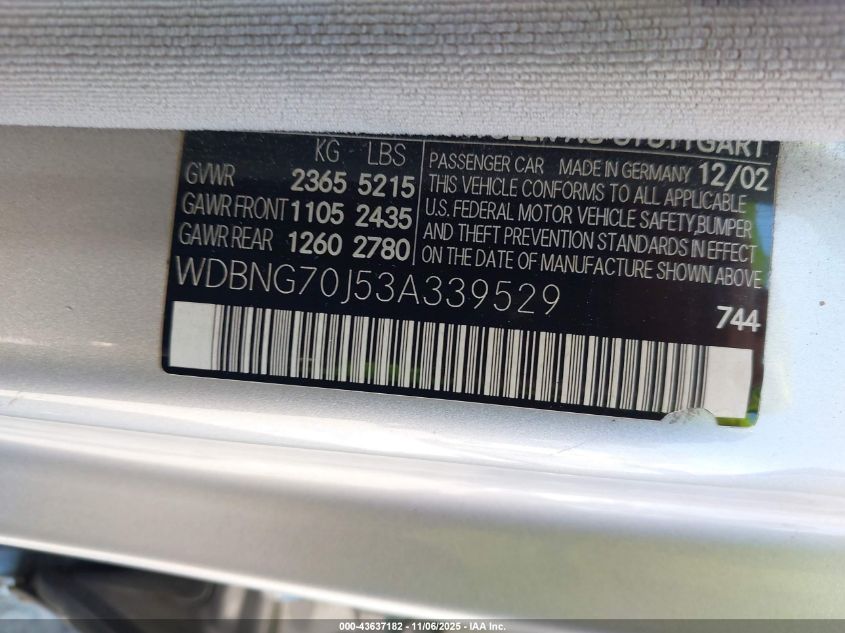 STUTTGART
KG LBS
GVWR 2365 5215
GAWR FRONT 1105 2435
GAWR REAR 1260 2780
PASSENGER CAR MADE IN GERMANY 12/02
THIS VEHICLE CONFORMS TO ALL APPLICABLE
U.S. FEDERAL MOTOR VEHICLE SAFETY, BUMPER
AND THEFT PREVENTION STANDARDS IN EFFECT
ON THE DATE OF MANUFACTURE SHOWN ABOVE
WDBNG70J53A339529
744
000-43637182 - 11/06/2025 - IAA Inc.